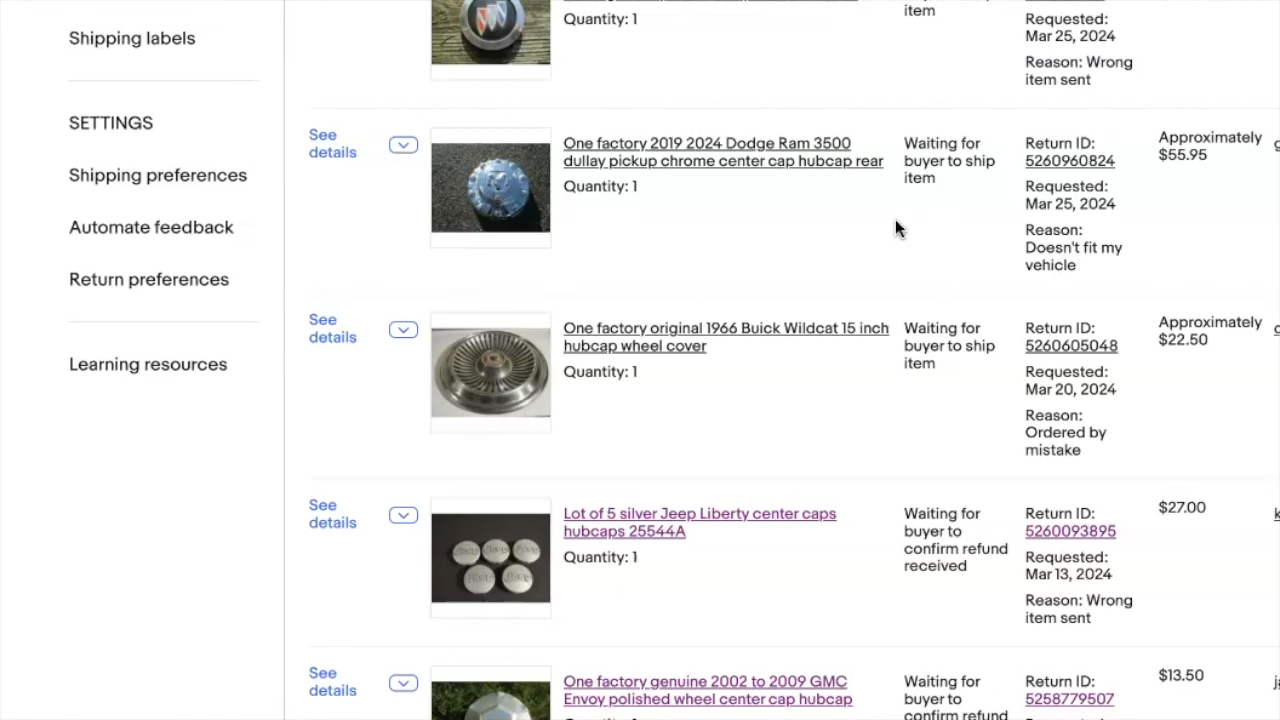 Shipping labels
SETTINGS
Shipping preferences
Automate feedback
Return preferences
Learning resources
Quantity: 1
item
Requested:
Mar 25, 2024
Reason: Wrong
item sent
See
details
One factory 2019 2024 Dodge Ram 3500
dullay pickup chrome center cap hubcap rear
Quantity: 1
Waiting for
buyer to ship
item
Return ID:
5260960824
Requested:
Mar 25, 2024
Reason:
Doesn't fit my
vehicle
Approximately
$55.95
See
details
One factory original 1966 Buick Wildcat 15 inch
hubcap wheel cover
Quantity: 1
Waiting for
buyer to ship
item
Return ID:
5260605048
Requested:
Mar 20, 2024
Reason:
Ordered by
mistake
Approximately
$22.50
See
details
Lot of 5 silver Jeep Liberty center caps
hubcaps 25544A
Quantity: 1
Waiting for
buyer to
confirm refund
received
Return ID:
5260093895
Requested:
Mar 13, 2024
Reason: Wrong
item sent
$27.00
See
details
One factory genuine 2002 to 2009 GMC
Envoy polished wheel center cap hubcap
Waiting for
buyer to
confirm refund
Return ID:
5258779507
$13.50